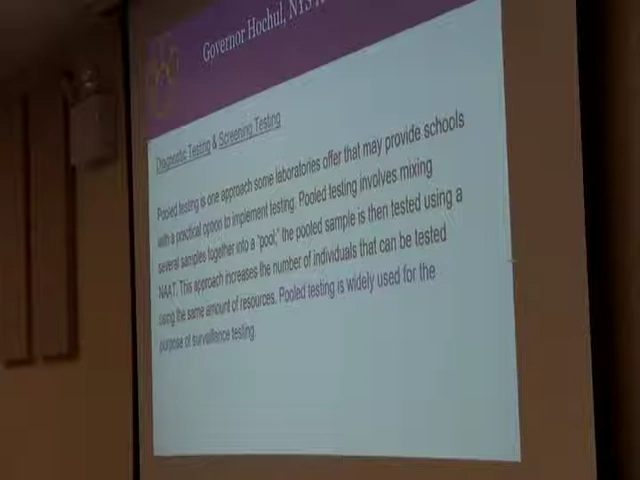 Governor Hochul, NYS
Diagnostic Testing & Screening Testing
Pooled testing is one approach some laboratories offer that may provide schools
with a practical option to implement testing. Pooled testing involves mixing
several samples together into a "pool," the pooled sample is then tested using a
NAAT. This approach increases the number of individuals that can be tested
using the same amount of resources. Pooled testing is widely used for the
purpose of surveillance testing.